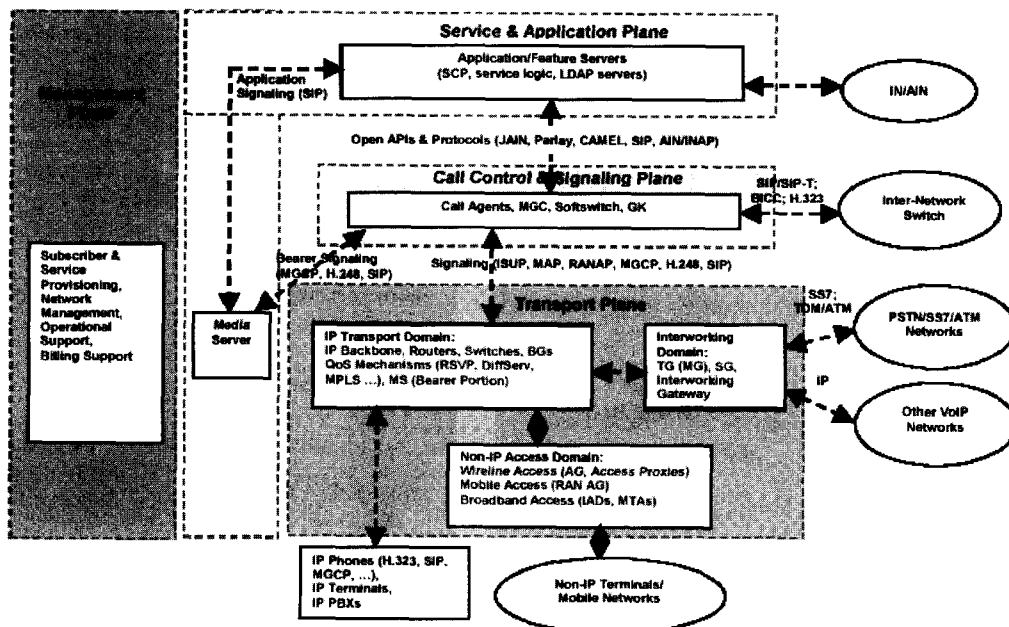 Service & Application Plane
Application/Feature Servers
(SCP, service logic, LDAP servers)
Application
Signaling (SIP)
IN/AIN
Management
Plane
Open APIs & Protocols (JAIN, Parlay, CAMEL, SIP, AIN/INAP)
Call Control & Signaling Plane
SIP/SIP-T;
BICC; H.323
Call Agents, MGC, Softswitch, GK
Inter-Network
Switch
Subscriber &
Service
Provisioning,
Network
Management,
Operational
Support,
Billing Support
Bearer Signaling
(MGCP, H.248, SIP)
Signaling (ISUP, MAP, RANAP, MGCP, H.248, SIP)
Media
Server
Transport Plane
SS7;
TDM/ATM
IP Transport Domain:
IP Backbone, Routers, Switches, BGs
QoS Mechanisms (RSVP, DiffServ,
MPLS ...), MS (Bearer Portion)
Interworking
Domain:
TG (MG), SG,
Interworking
Gateway
PSTN/SS7/ATM
Networks
IP
Other VoIP
Networks
Non-IP Access Domain:
Wireline Access (AG, Access Proxies)
Mobile Access (RAN AG)
Broadband Access (IADs, MTAs)
IP Phones (H.323, SIP,
MGCP, ...),
IP Terminals,
IP PBXs
Non-IP Terminals/
Mobile Networks